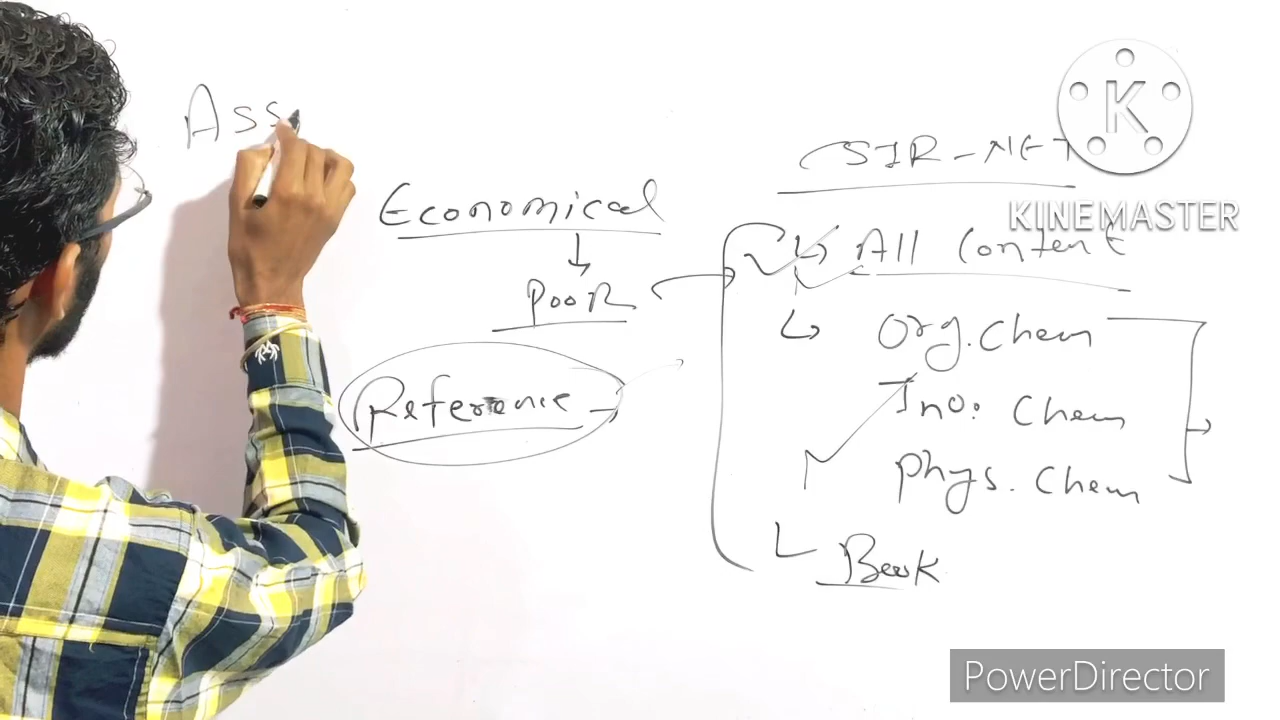 Ass
CSIR-NET
KINEMASTER
Economical
All Content
Poor
Org. Chem
Reference
Ino. Chem
Phys. Chem
Book
PowerDirector